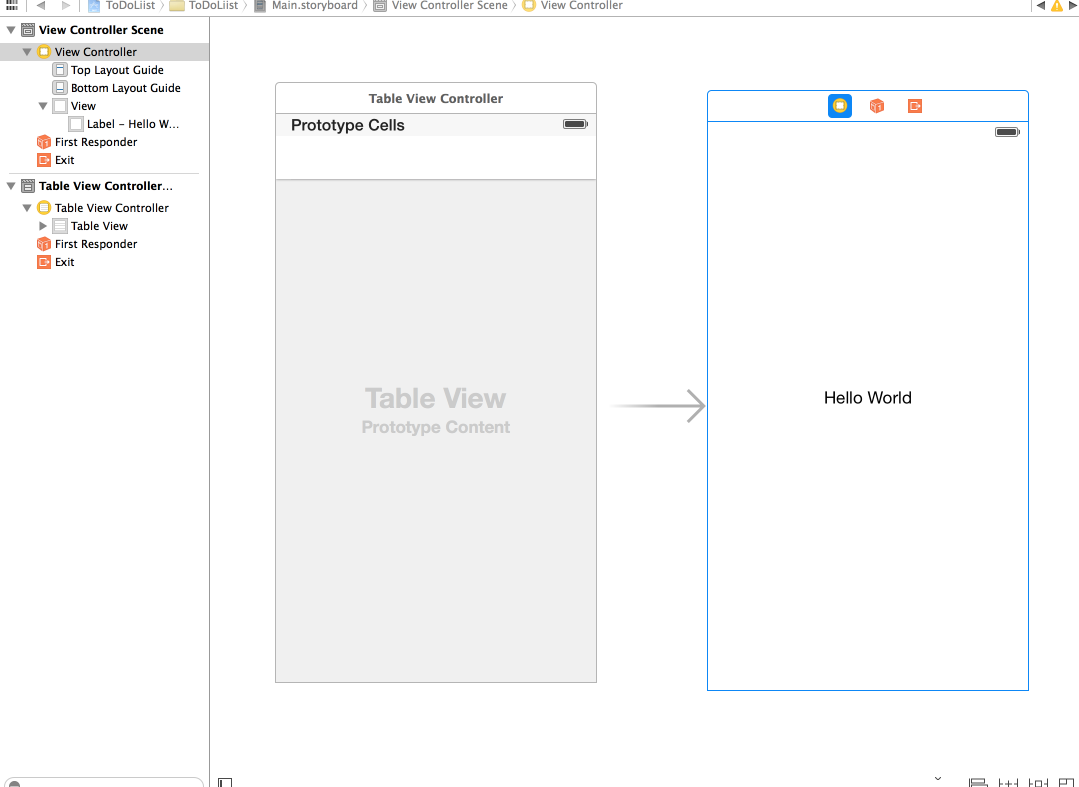 ToDoLiist ToDoLiist Main.storyboard View Controller Scene View Controller
View Controller Scene
View Controller
Top Layout Guide
Bottom Layout Guide
View
Label – Hello W...
First Responder
Exit
Table View Controller...
Table View Controller
Table View
First Responder
Exit
Table View Controller
Prototype Cells
Table View
Prototype Content
Hello World